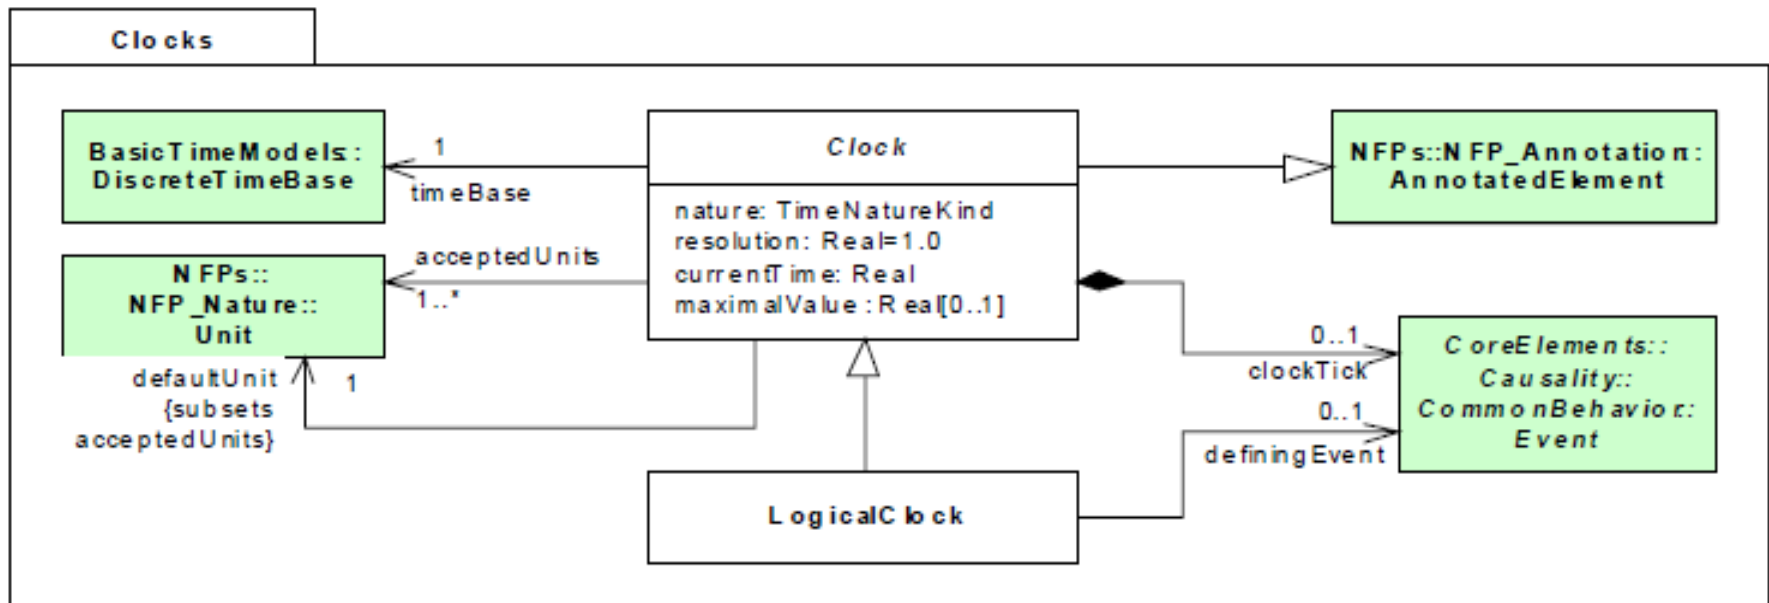 Clocks
BasicTimeModels::
DiscreteTimeBase
1
timeBase
Clock
nature: TimeNatureKind
resolution: Real=1.0
currentTime: Real
maximalValue: Real[0..1]
NFPs::NFP_Annotation::
AnnotatedElement
NFPs::
NFP_Nature::
Unit
acceptedUnits
1..*
defaultUnit
{subsets
acceptedUnits}
1
0..1
clockTick
0..1
definingEvent
CoreElements::
Causality::
CommonBehavior::
Event
LogicalClock